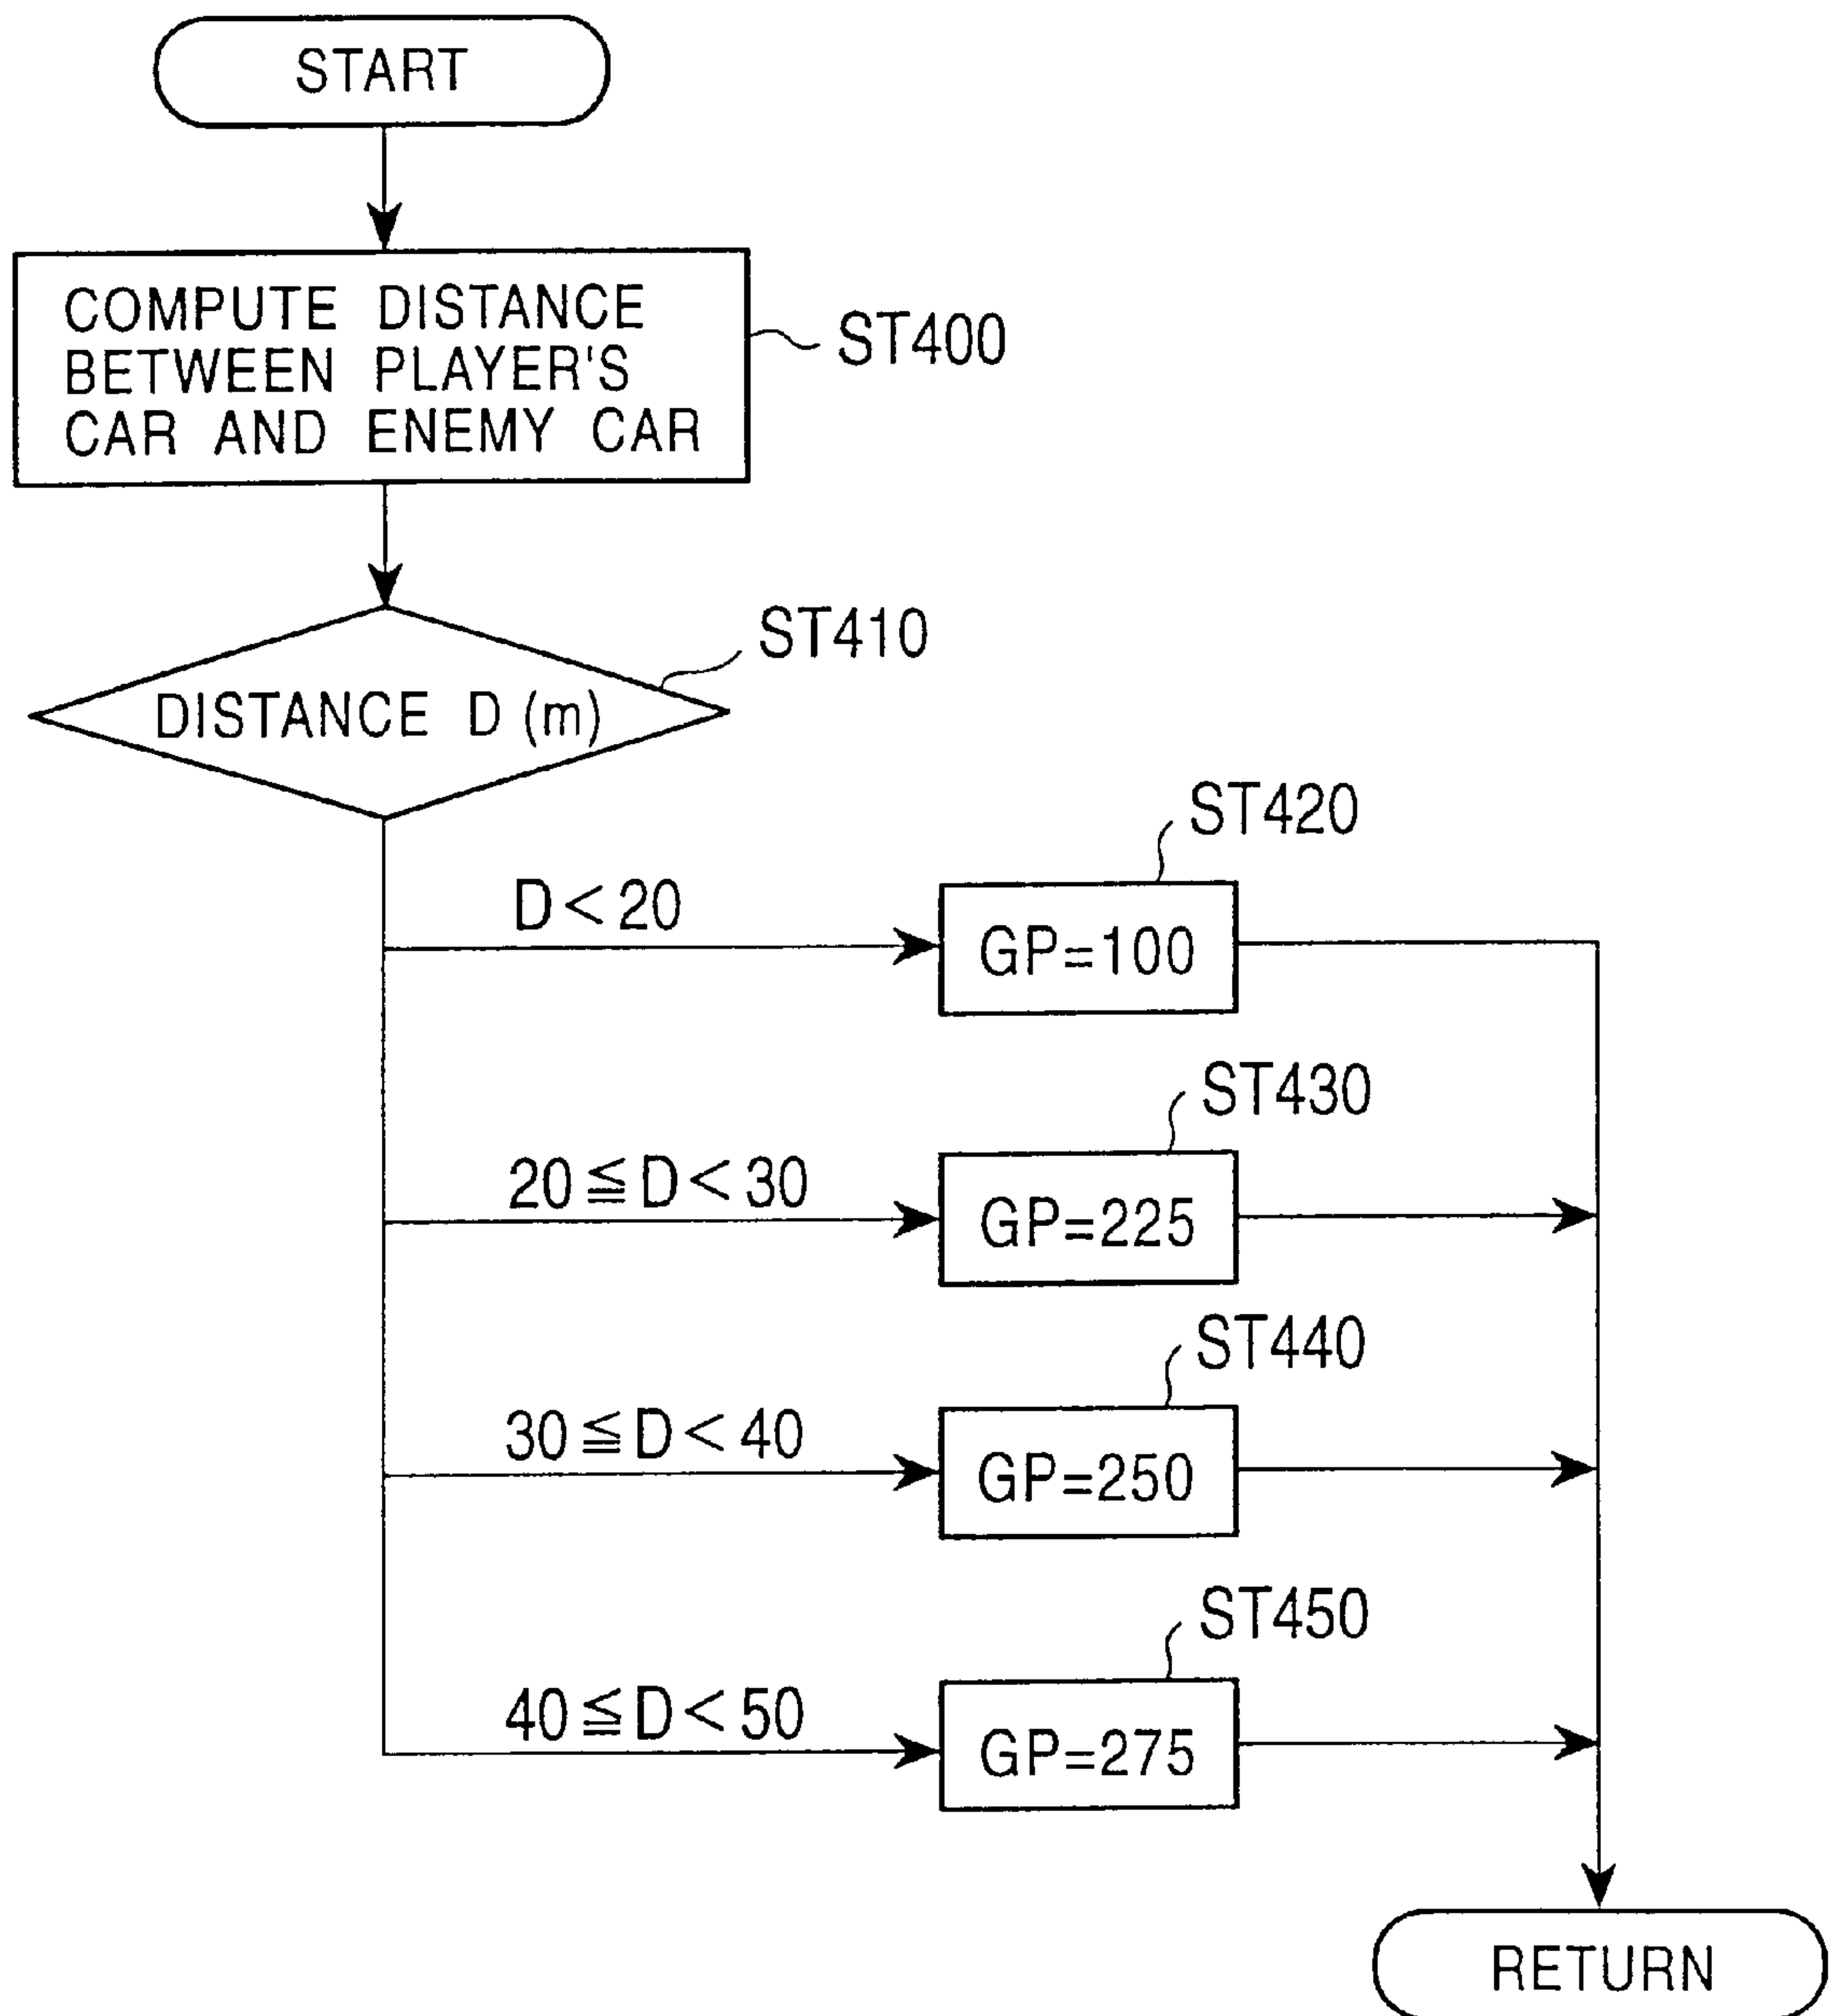 START
COMPUTE DISTANCE
BETWEEN PLAYER'S
CAR AND ENEMY CAR
ST400
ST410
DISTANCE D (m)
ST420
D < 20
GP=100
ST430
20 ≦ D < 30
GP=225
ST440
30 ≦ D < 40
GP=250
ST450
40 ≦ D < 50
GP=275
RETURN